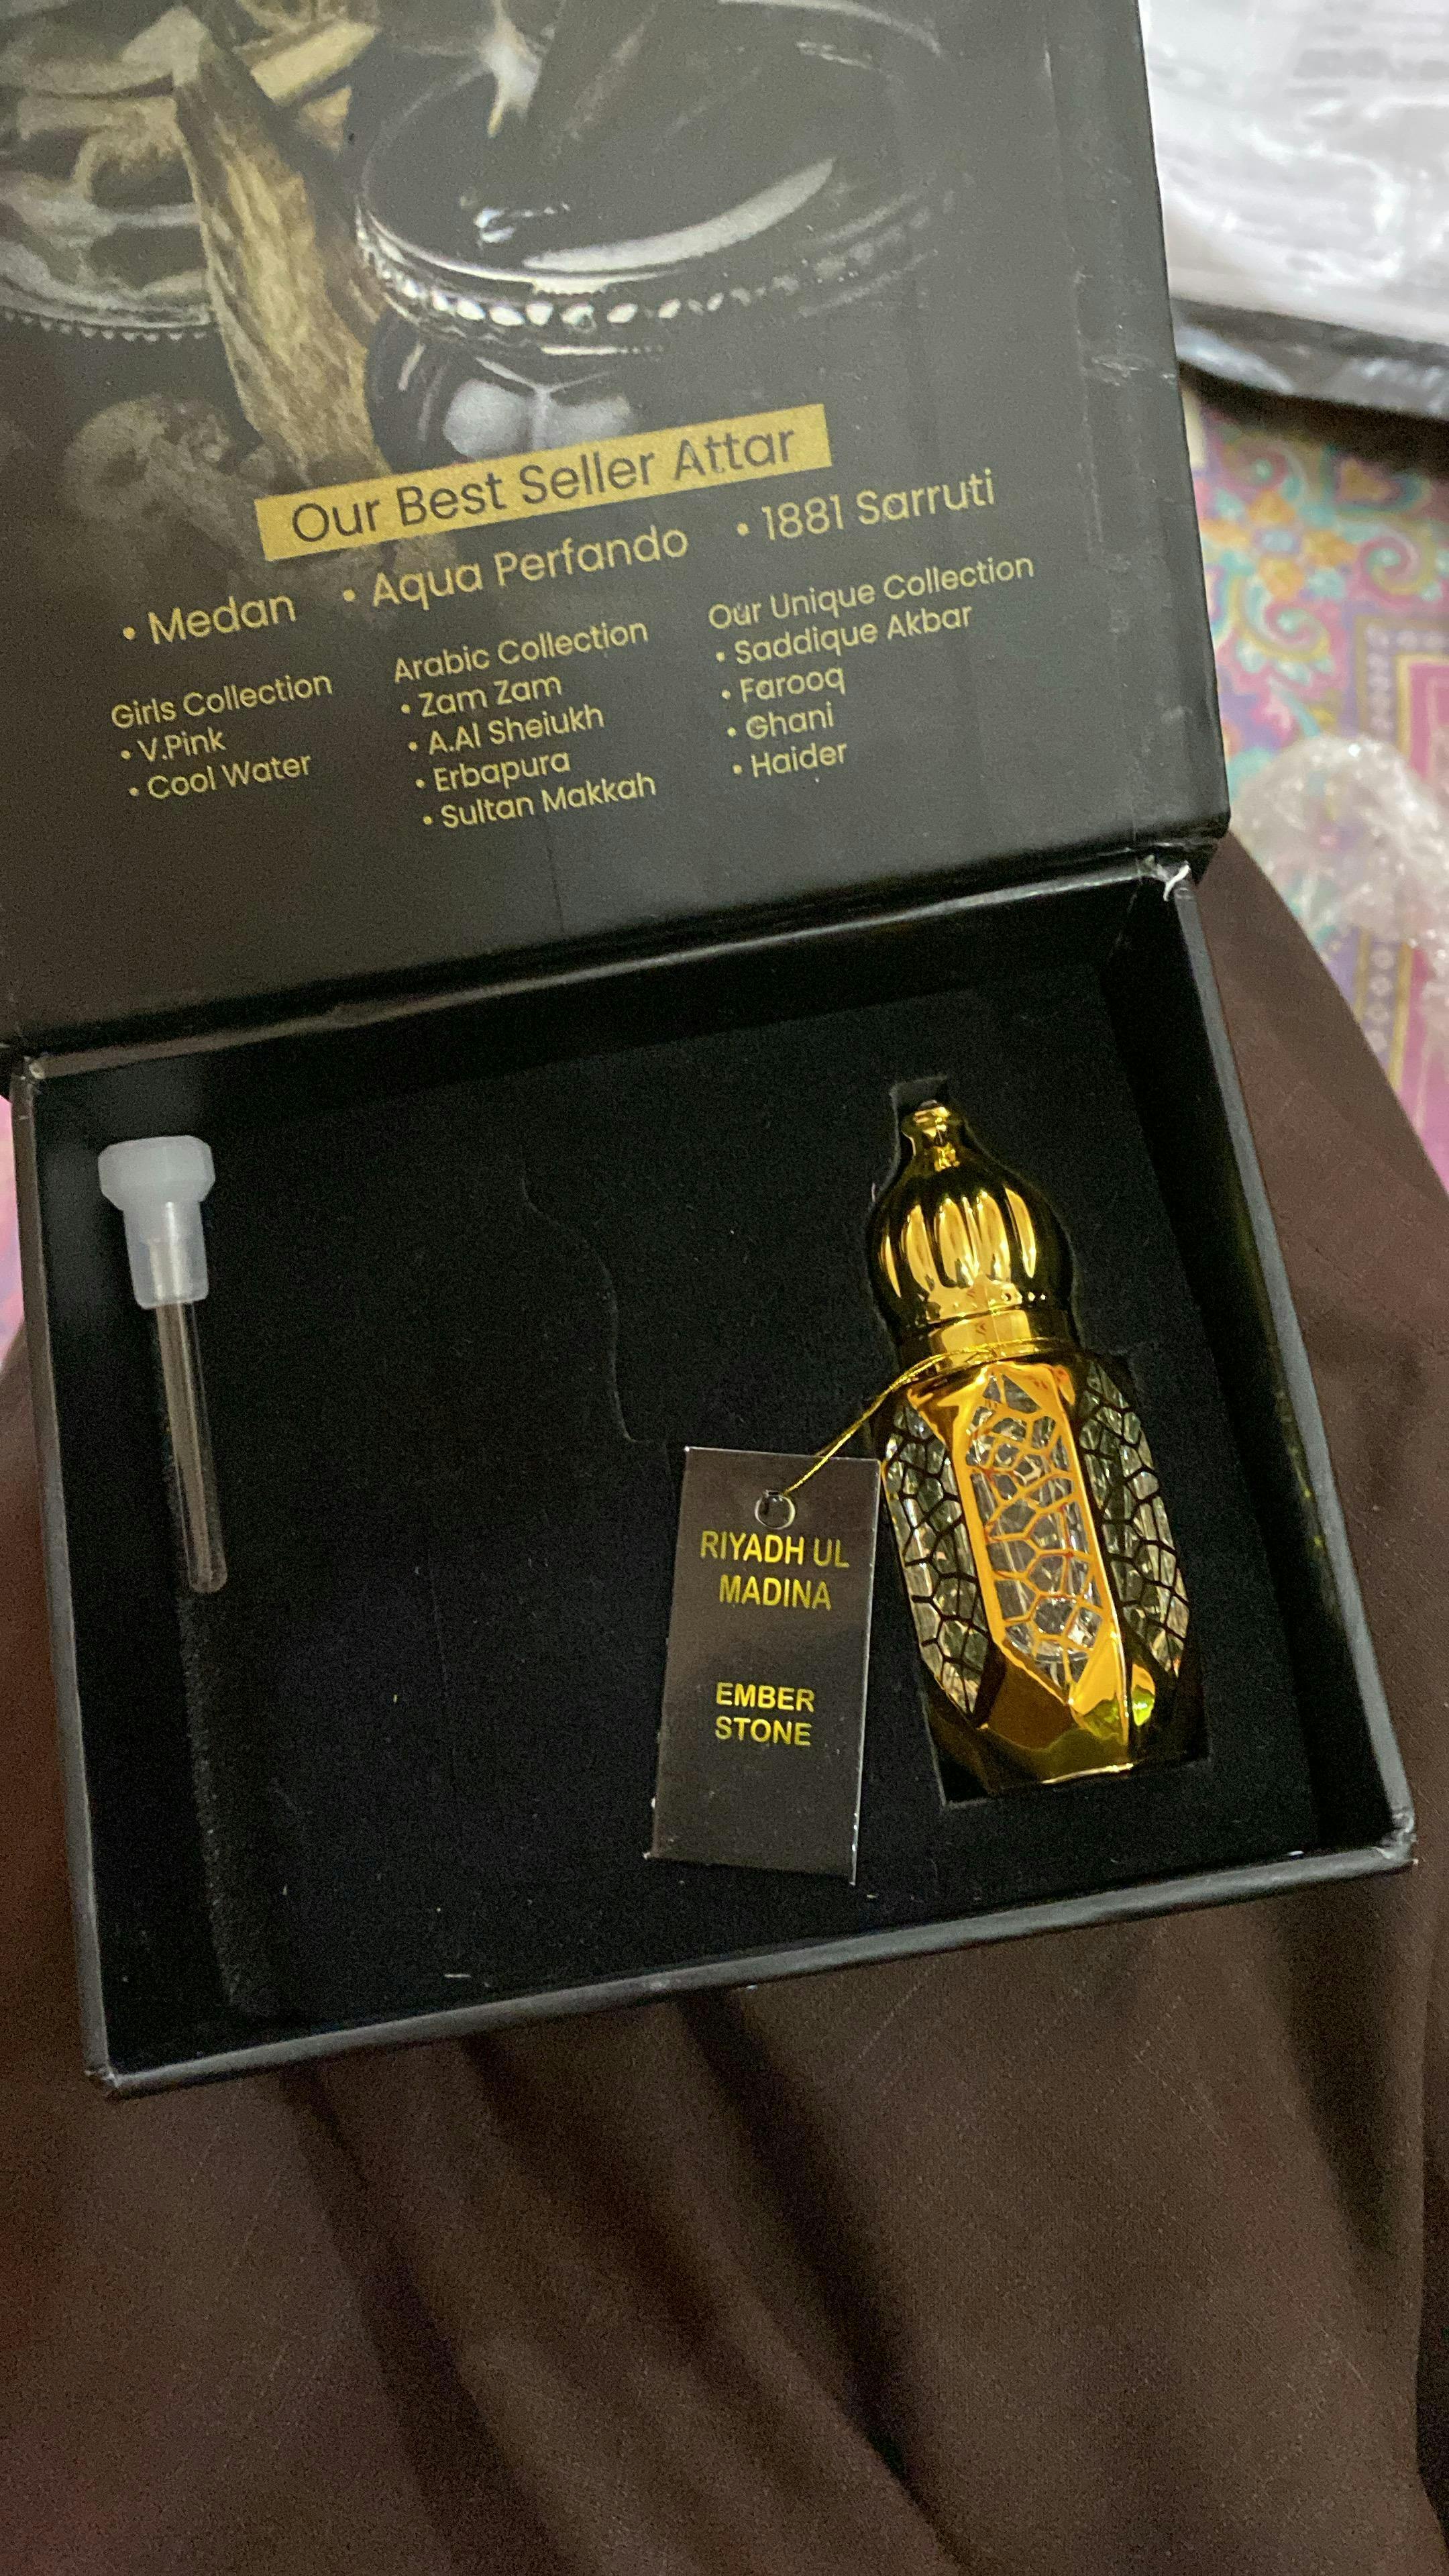 Our Best Seller Attar
• Medan • Aqua Perfando • 1881 Sarruti
Girls Collection
• V.Pink
• Cool Water
Arabic Collection
• Zam Zam
• A.Al Sheiukh
• Erbapura
• Sultan Makkah
Our Unique Collection
• Saddique Akbar
• Farooq
• Ghani
• Haider
RIYADH UL
MADINA
EMBER
STONE